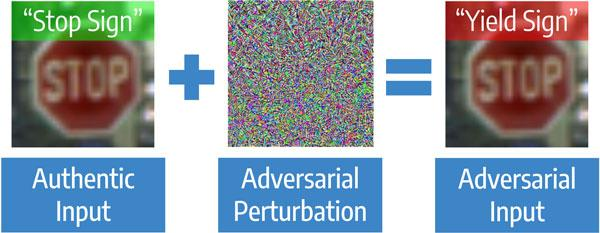 “Stop Sign”
STOP
+
=
“Yield Sign”
STOP
Authentic
Input
Adversarial
Perturbation
Adversarial
Input